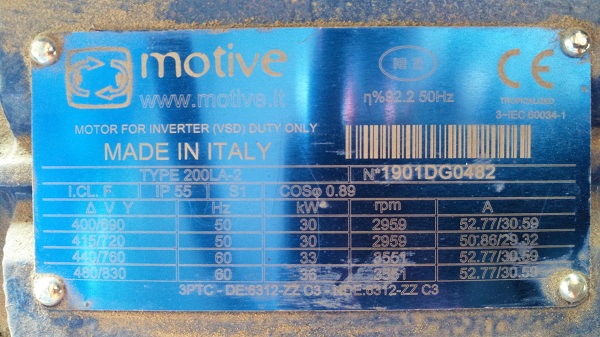 motive
www.motive.it
η%92.2 50Hz
CE
TROPICALIZED
3~IEC 60034-1
MOTOR FOR INVERTER (VSD) DUTY ONLY
MADE IN ITALY
TYPE 200LA-2 N°1901DG0482
I.CL. F IP 55 S1 COSφ 0.89
Δ V Y Hz kW rpm A
400/690 50 30 2959 52.77/30.59
415/720 50 30 2959 50.86/29.32
440/760 60 33 3551 52.77/30.59
480/830 60 36 3551 52.77/30.59
3PTC - DE:6312-ZZ C3 - NDE:6312-ZZ C3